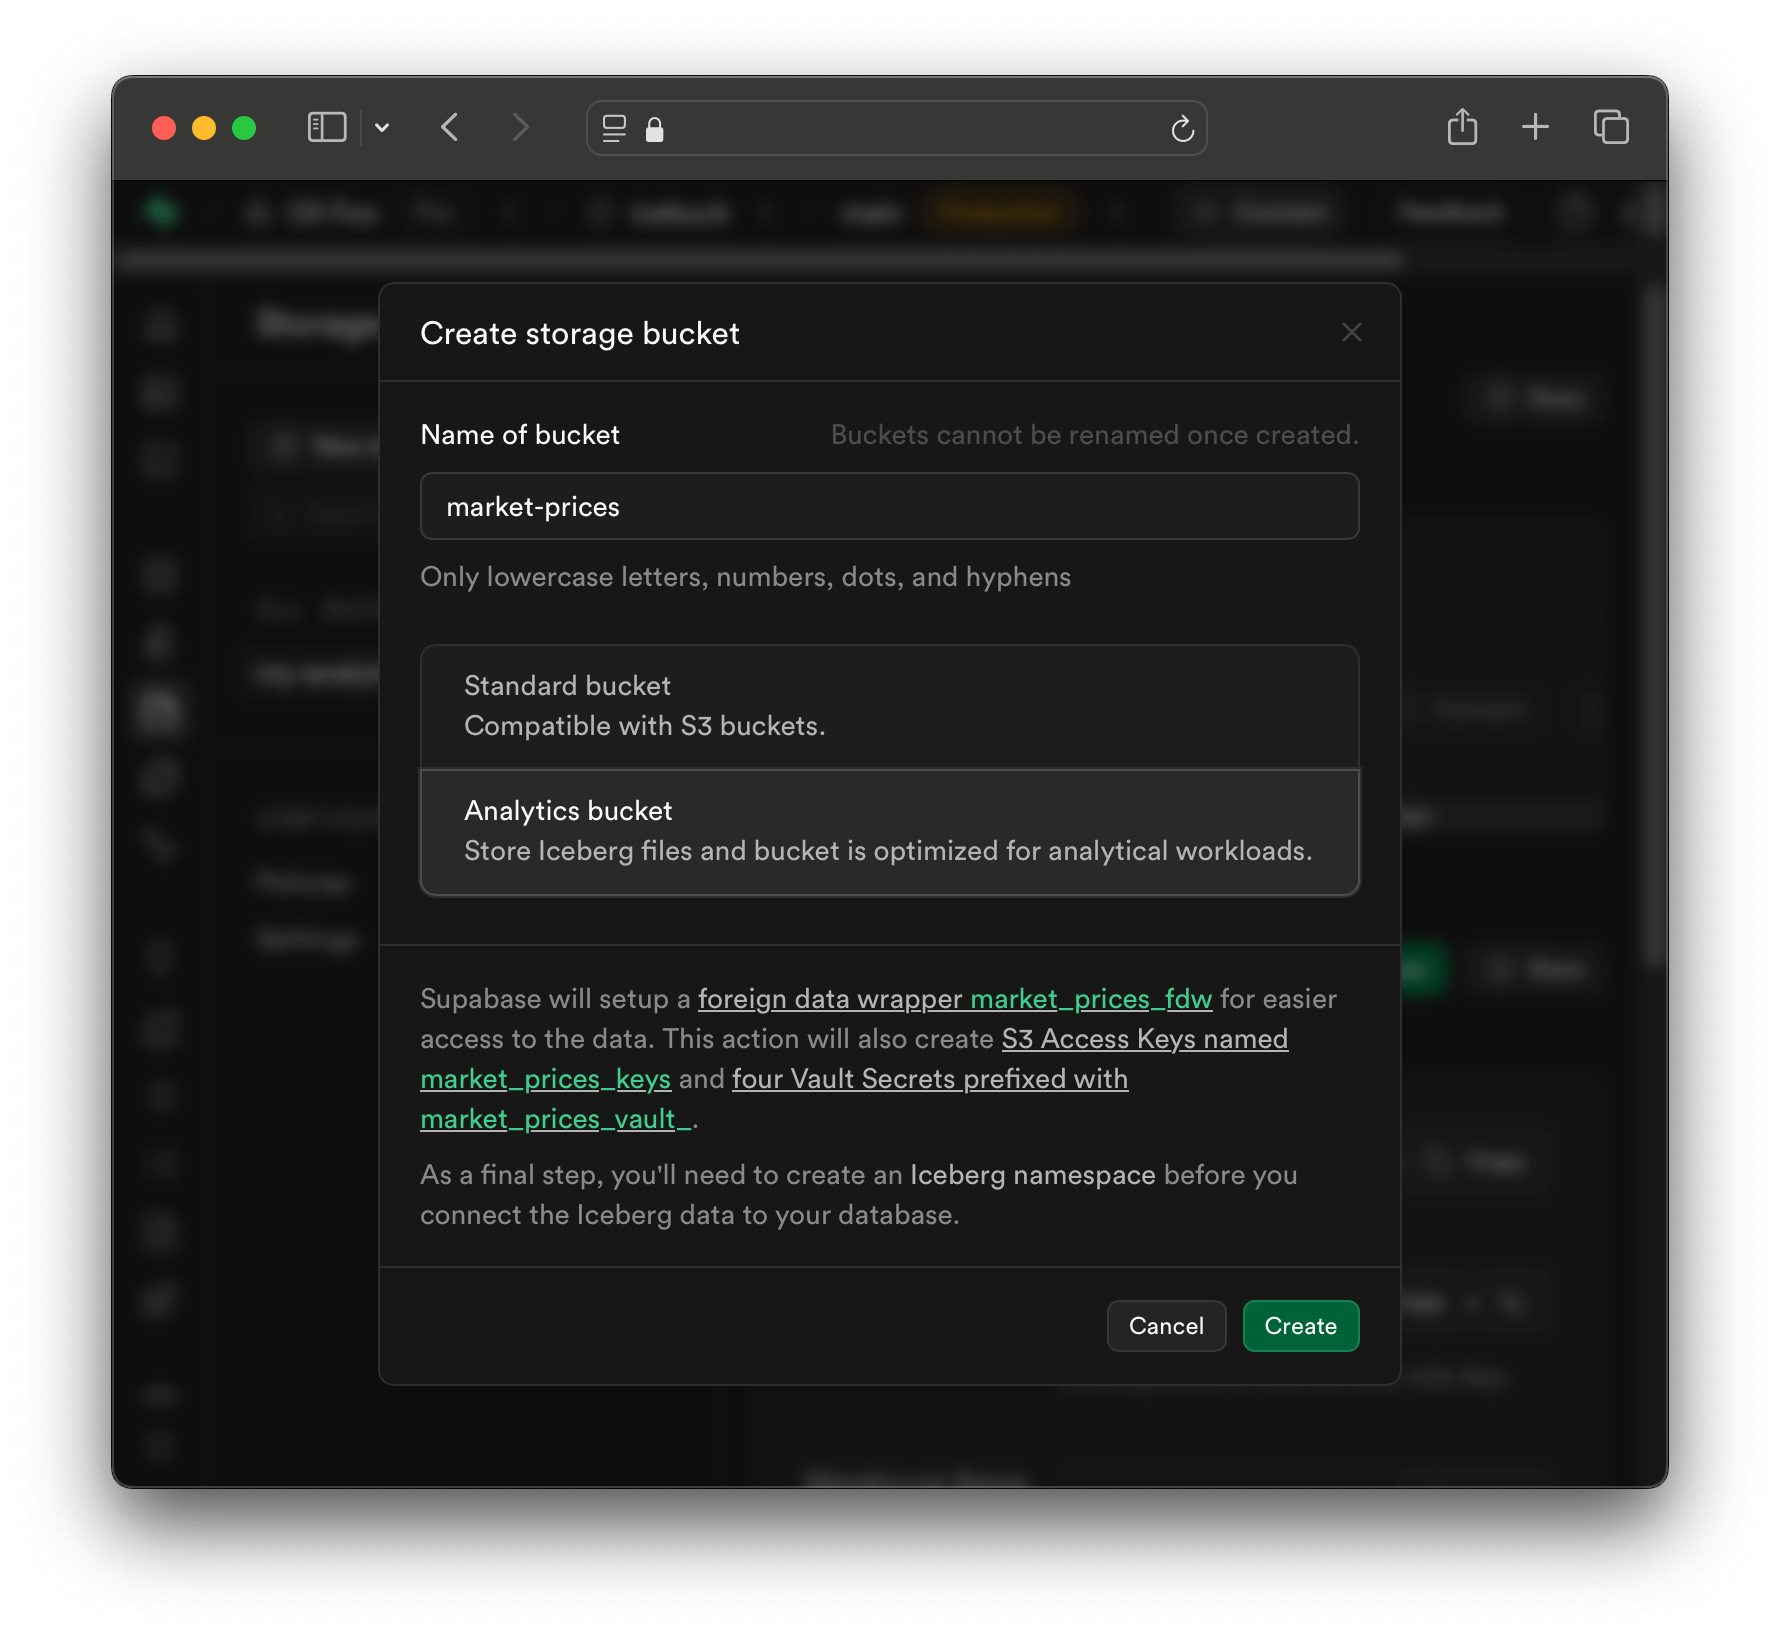 Create storage bucket
Name of bucket
Buckets cannot be renamed once created.
market-prices
Only lowercase letters, numbers, dots, and hyphens
Standard bucket
Compatible with S3 buckets.
Analytics bucket
Store Iceberg files and bucket is optimized for analytical workloads.
Supabase will setup a foreign data wrapper market_prices_fdw for easier
access to the data. This action will also create S3 Access Keys named
market_prices_keys and four Vault Secrets prefixed with
market_prices_vault_.
As a final step, you'll need to create an Iceberg namespace before you
connect the Iceberg data to your database.
Cancel
Create